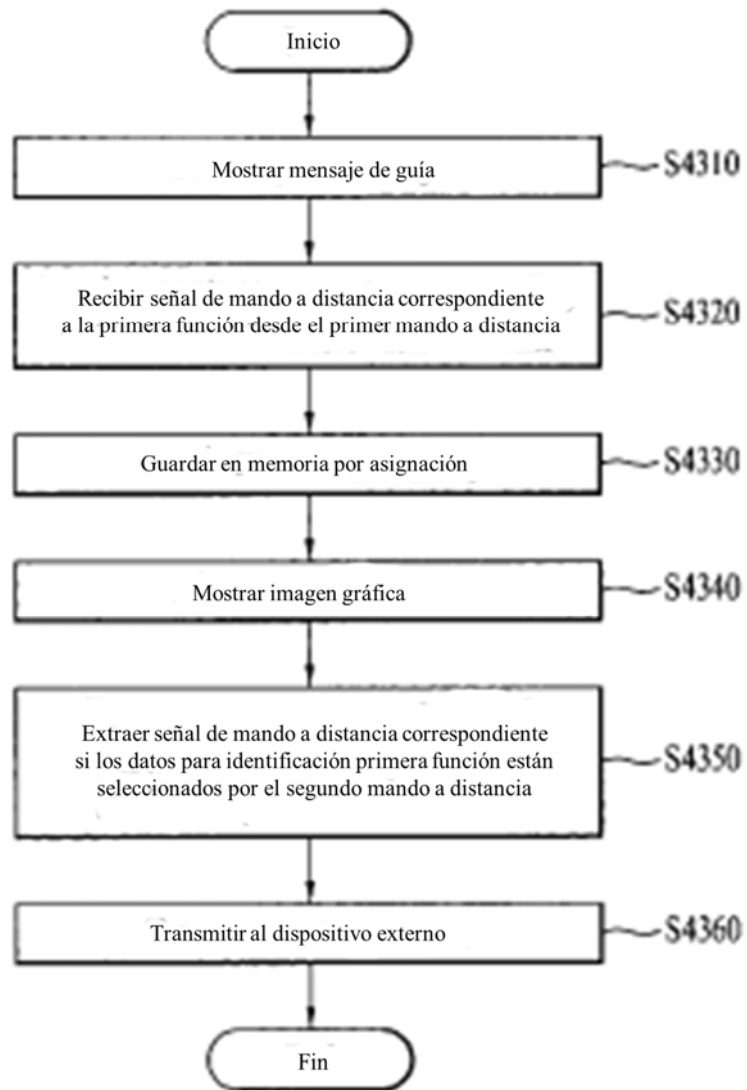 Inicio
Mostrar mensaje de guía
S4310
Recibir señal de mando a distancia correspondiente
a la primera función desde el primer mando a distancia
S4320
Guardar en memoria por asignación
S4330
Mostrar imagen gráfica
S4340
Extraer señal de mando a distancia correspondiente
si los datos para identificación primera función están
seleccionados por el segundo mando a distancia
S4350
Transmitir al dispositivo externo
S4360
Fin